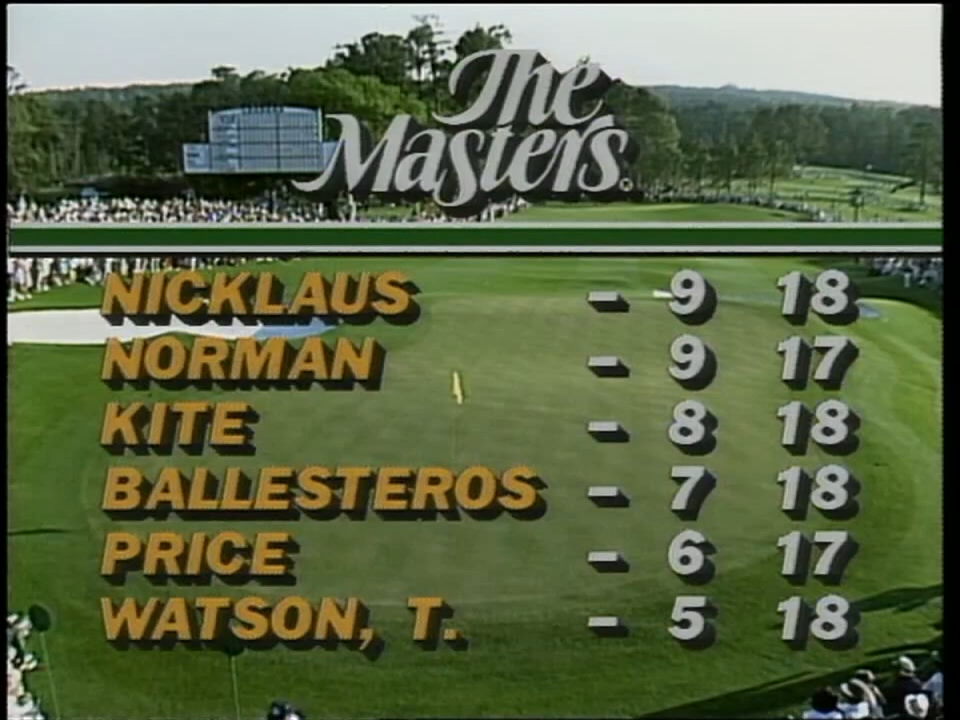 The
Masters
NICKLAUS - 9 18
NORMAN - 9 17
KITE - 8 18
BALLESTEROS - 7 18
PRICE - 6 17
WATSON, T. - 5 18